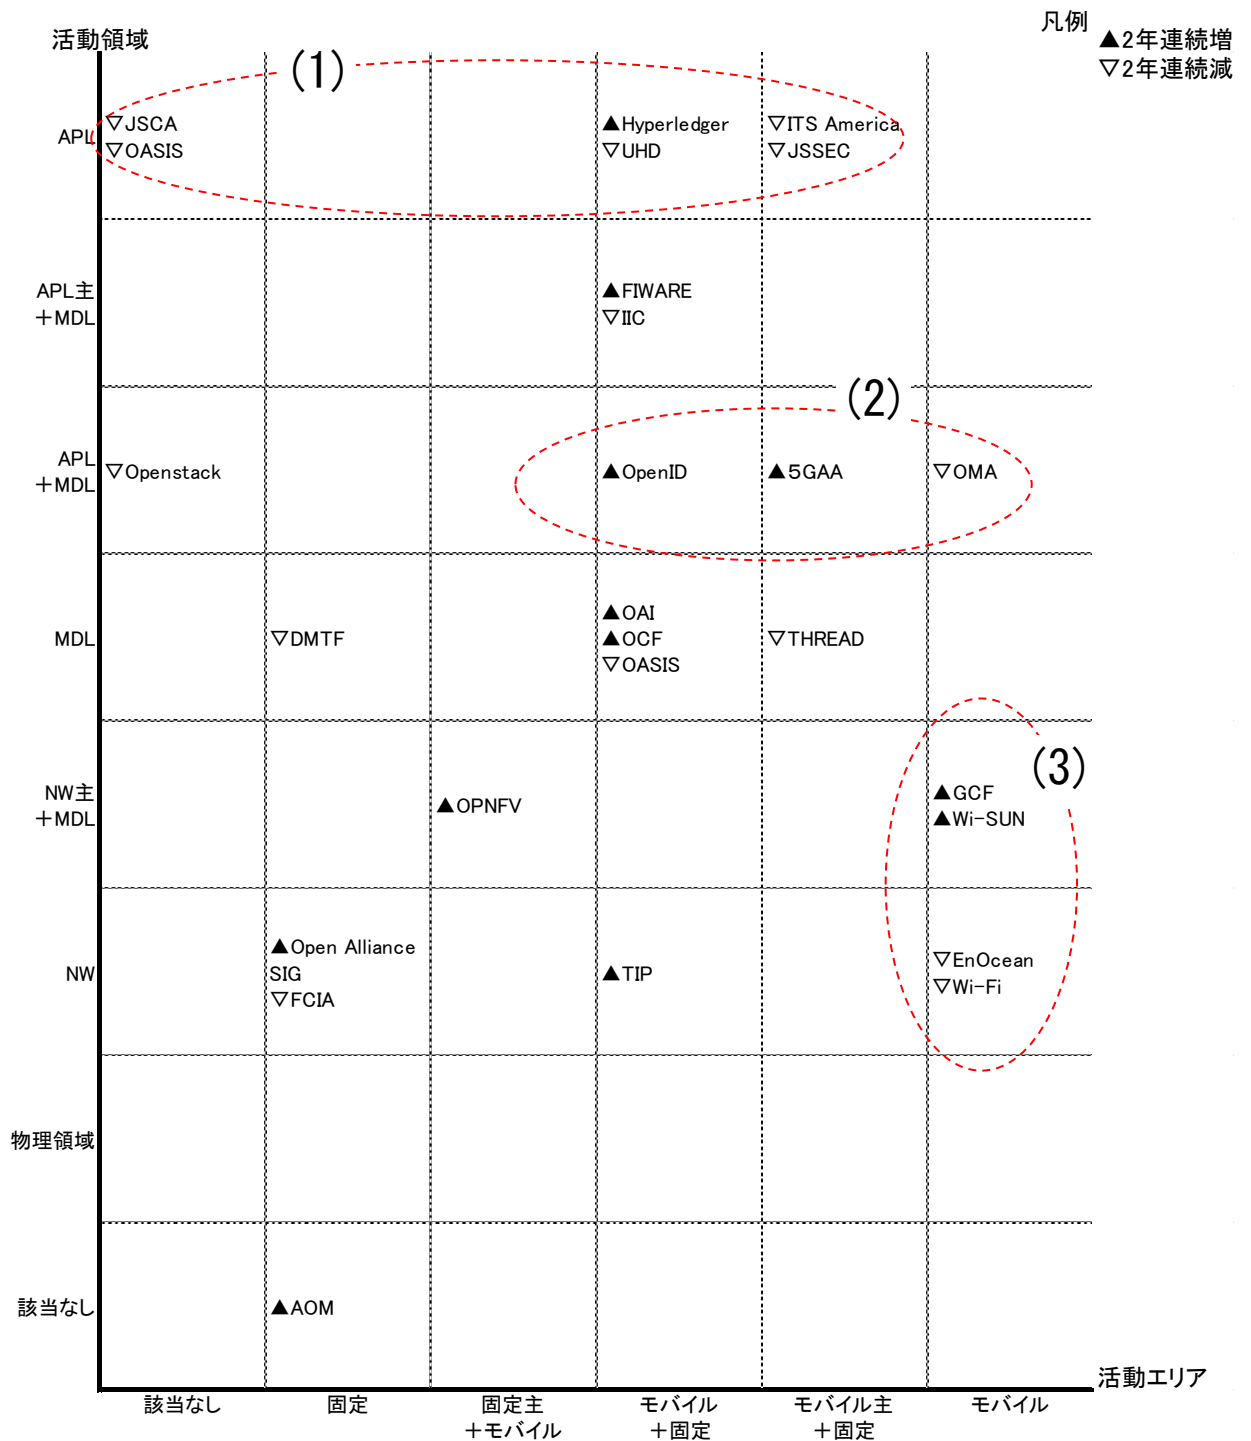 凡例
▲2年連続増
▽2年連続減
活動領域
(1)
APL
▽JSCA
▽OASIS
▲Hyperledger
▽UHD
▽ITS America
▽JSSEC
APL主
+MDL
▲FIWARE
▽IIC
(2)
APL
+MDL
▽Openstack
▲OpenID
▲5GAA
▽OMA
MDL
▽DMTF
▲OAI
▲OCF
▽OASIS
▽THREAD
(3)
NW主
+MDL
▲OPNFV
▲GCF
▲Wi-SUN
NW
▲Open Alliance
SIG
▽FCIA
▲TIP
▽EnOcean
▽Wi-Fi
物理領域
該当なし
▲AOM
活動エリア
該当なし
固定
固定主
+モバイル
モバイル
+固定
モバイル主
+固定
モバイル